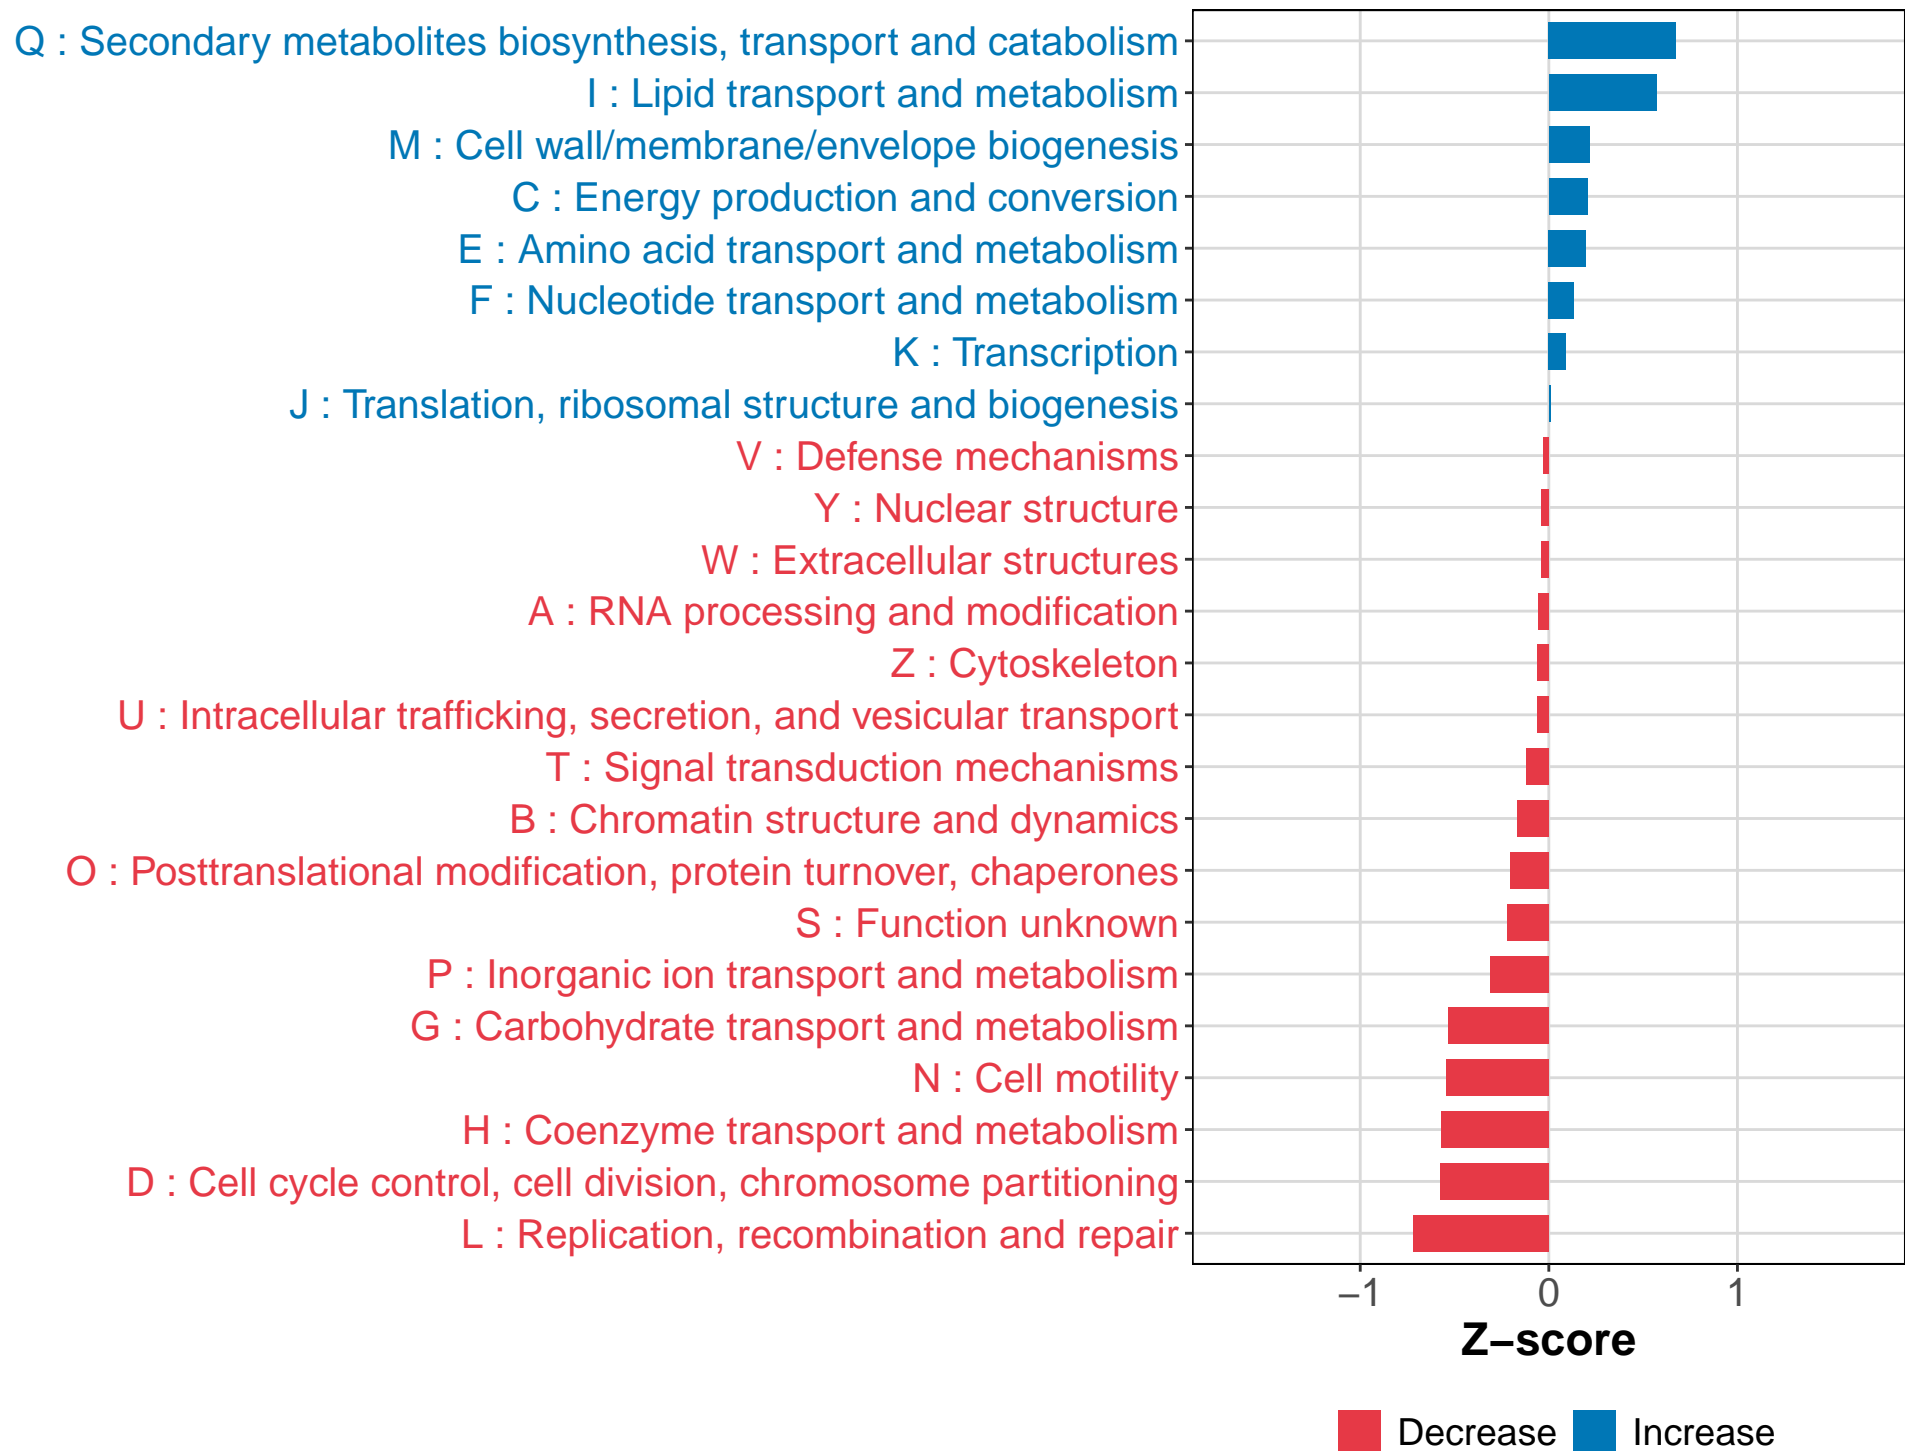 Q : Secondary metabolites biosynthesis, transport and catabolism
I : Lipid transport and metabolism
M : Cell wall/membrane/envelope biogenesis
C : Energy production and conversion
E : Amino acid transport and metabolism
F : Nucleotide transport and metabolism
K : Transcription
J : Translation, ribosomal structure and biogenesis
V : Defense mechanisms
Y : Nuclear structure
W : Extracellular structures
A : RNA processing and modification
Z : Cytoskeleton
U : Intracellular trafficking, secretion, and vesicular transport
T : Signal transduction mechanisms
B : Chromatin structure and dynamics
O : Posttranslational modification, protein turnover, chaperones
S : Function unknown
P : Inorganic ion transport and metabolism
G : Carbohydrate transport and metabolism
N : Cell motility
H : Coenzyme transport and metabolism
D : Cell cycle control, cell division, chromosome partitioning
L : Replication, recombination and repair
−1 0 1
Z−score
Decrease Increase